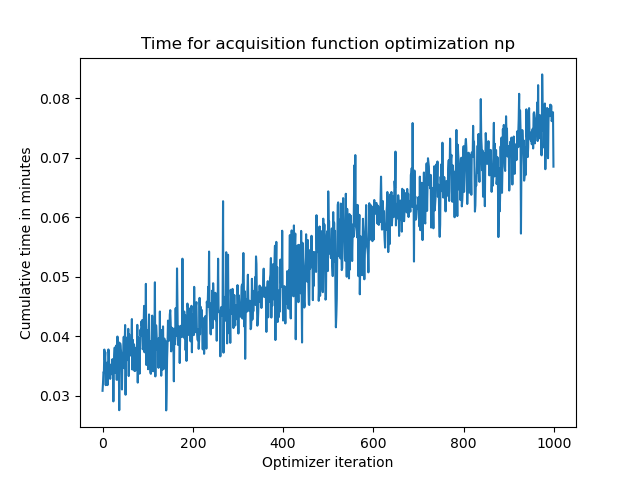 Time for acquisition function optimization np
Cumulative time in minutes
0.08
0.07
0.06
0.05
0.04
0.03
0 200 400 600 800 1000
Optimizer iteration